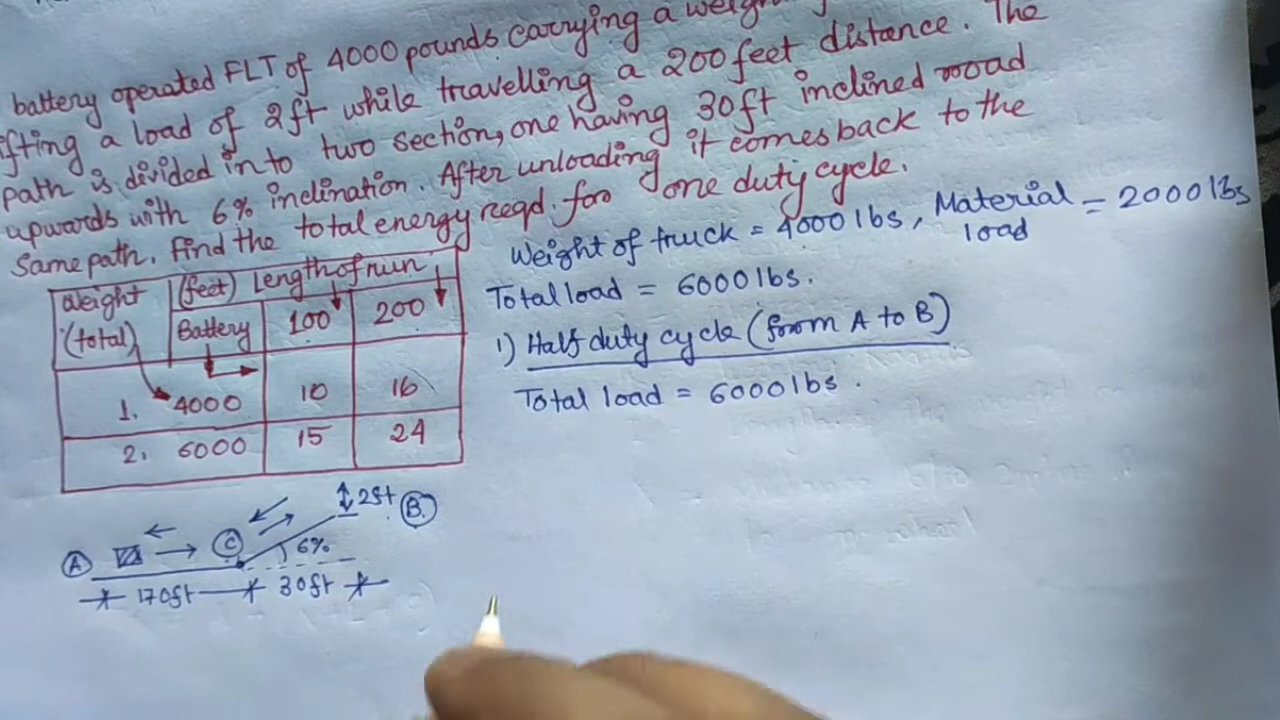 battery operated FLT of 4000 pounds carrying a
lifting a load of 2ft while travelling a 200 feet distance. The
path is divided in to two section, one having 30ft inclined road
upwards with 6% inclination. After unloading it comes back to the
same path. Find the total energy reqd. for one duty cycle.
Weight of truck = 4000 lbs, Material load = 2000 lbs
Total load = 6000 lbs.
1) Half duty cycle (from A to B)
Total load = 6000 lbs.
Weight (total) (feet) Length of run
Battery 100 200
1. 4000 10 16
2. 6000 15 24
2ft B
A C 6%
170ft 30ft